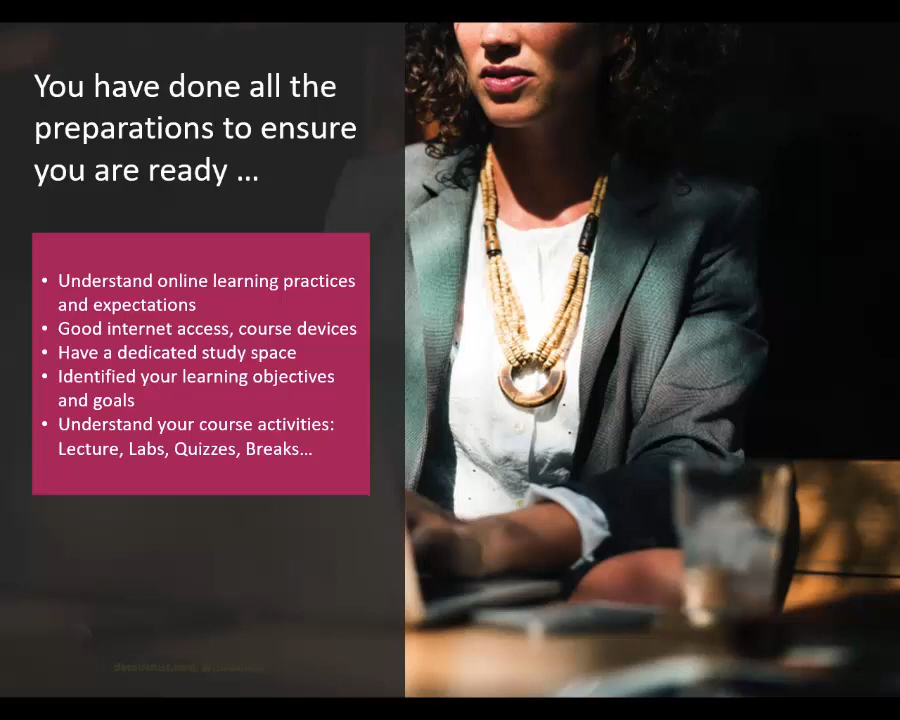 You have done all the
preparations to ensure
you are ready ...
• Understand online learning practices
and expectations
• Good internet access, course devices
• Have a dedicated study space
• Identified your learning objectives
and goals
• Understand your course activities:
Lecture, Labs, Quizzes, Breaks...